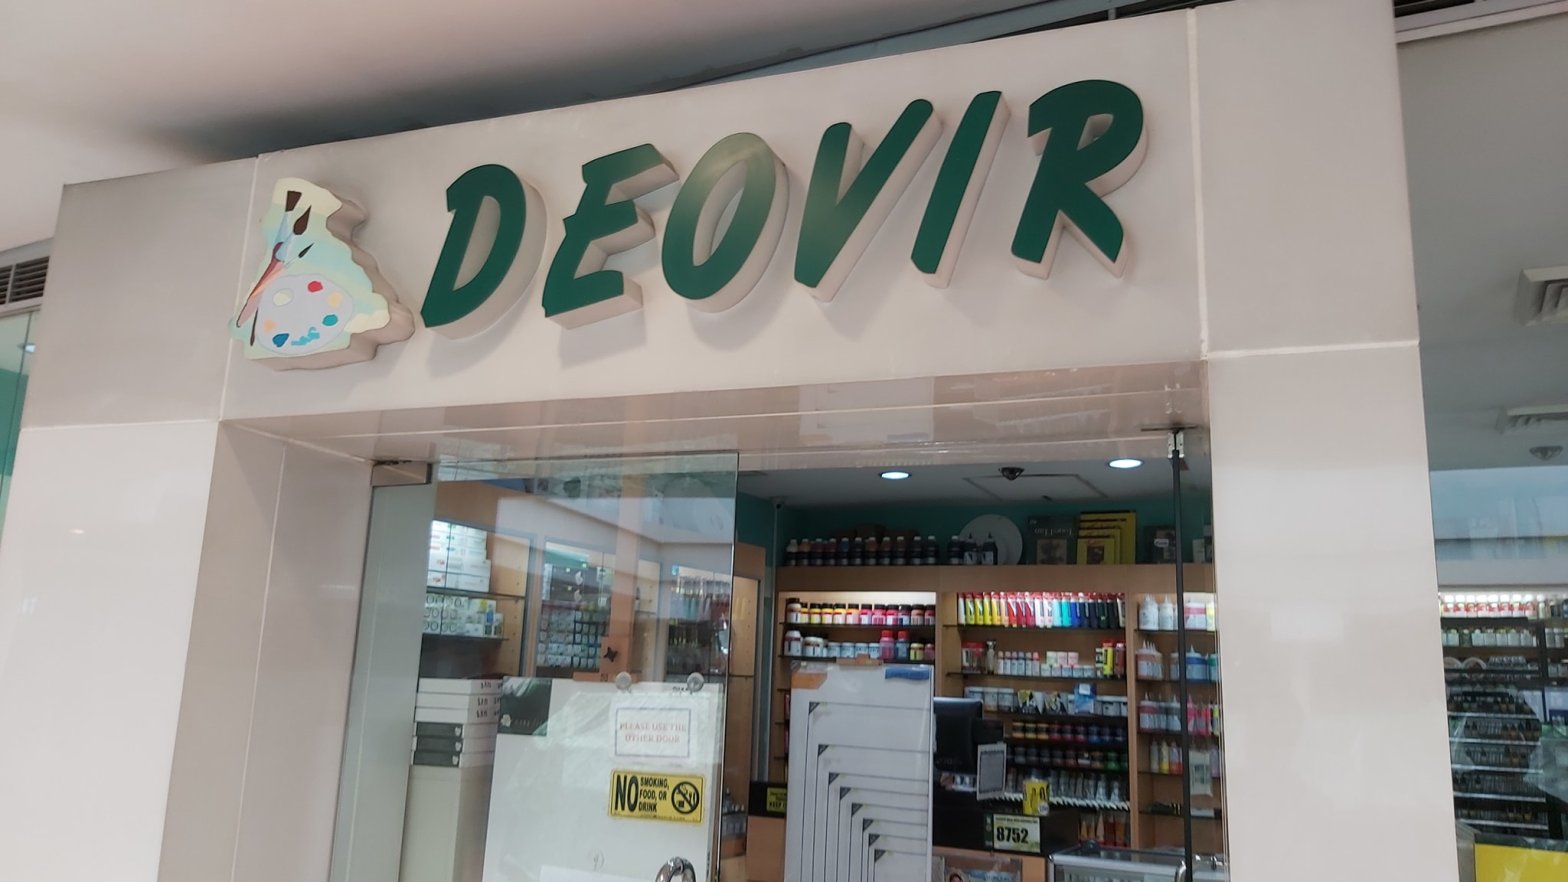 DEOVIR
PLEASE USE THE
OTHER DOOR
NO SMOKING,
FOOD, OR
DRINK
8752